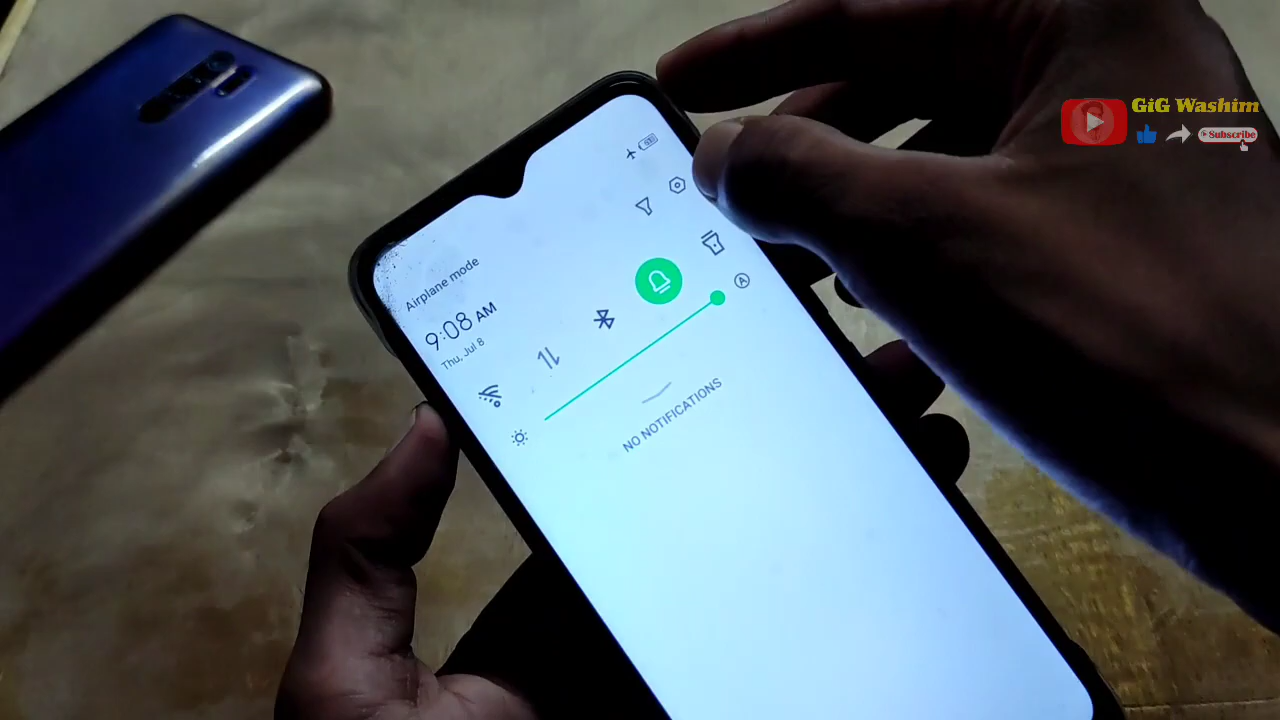 GiG Washim
Subscribe
Airplane mode
9:08 AM
Thu, Jul 8
A
NO NOTIFICATIONS